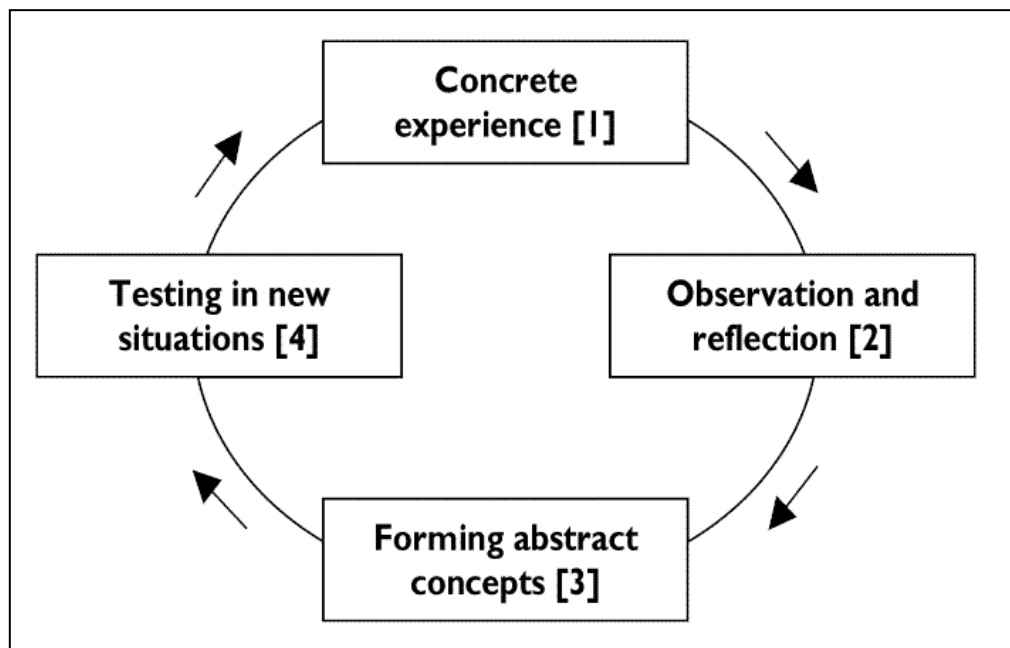 Concrete
experience [1]
Testing in new
situations [4]
Observation and
reflection [2]
Forming abstract
concepts [3]